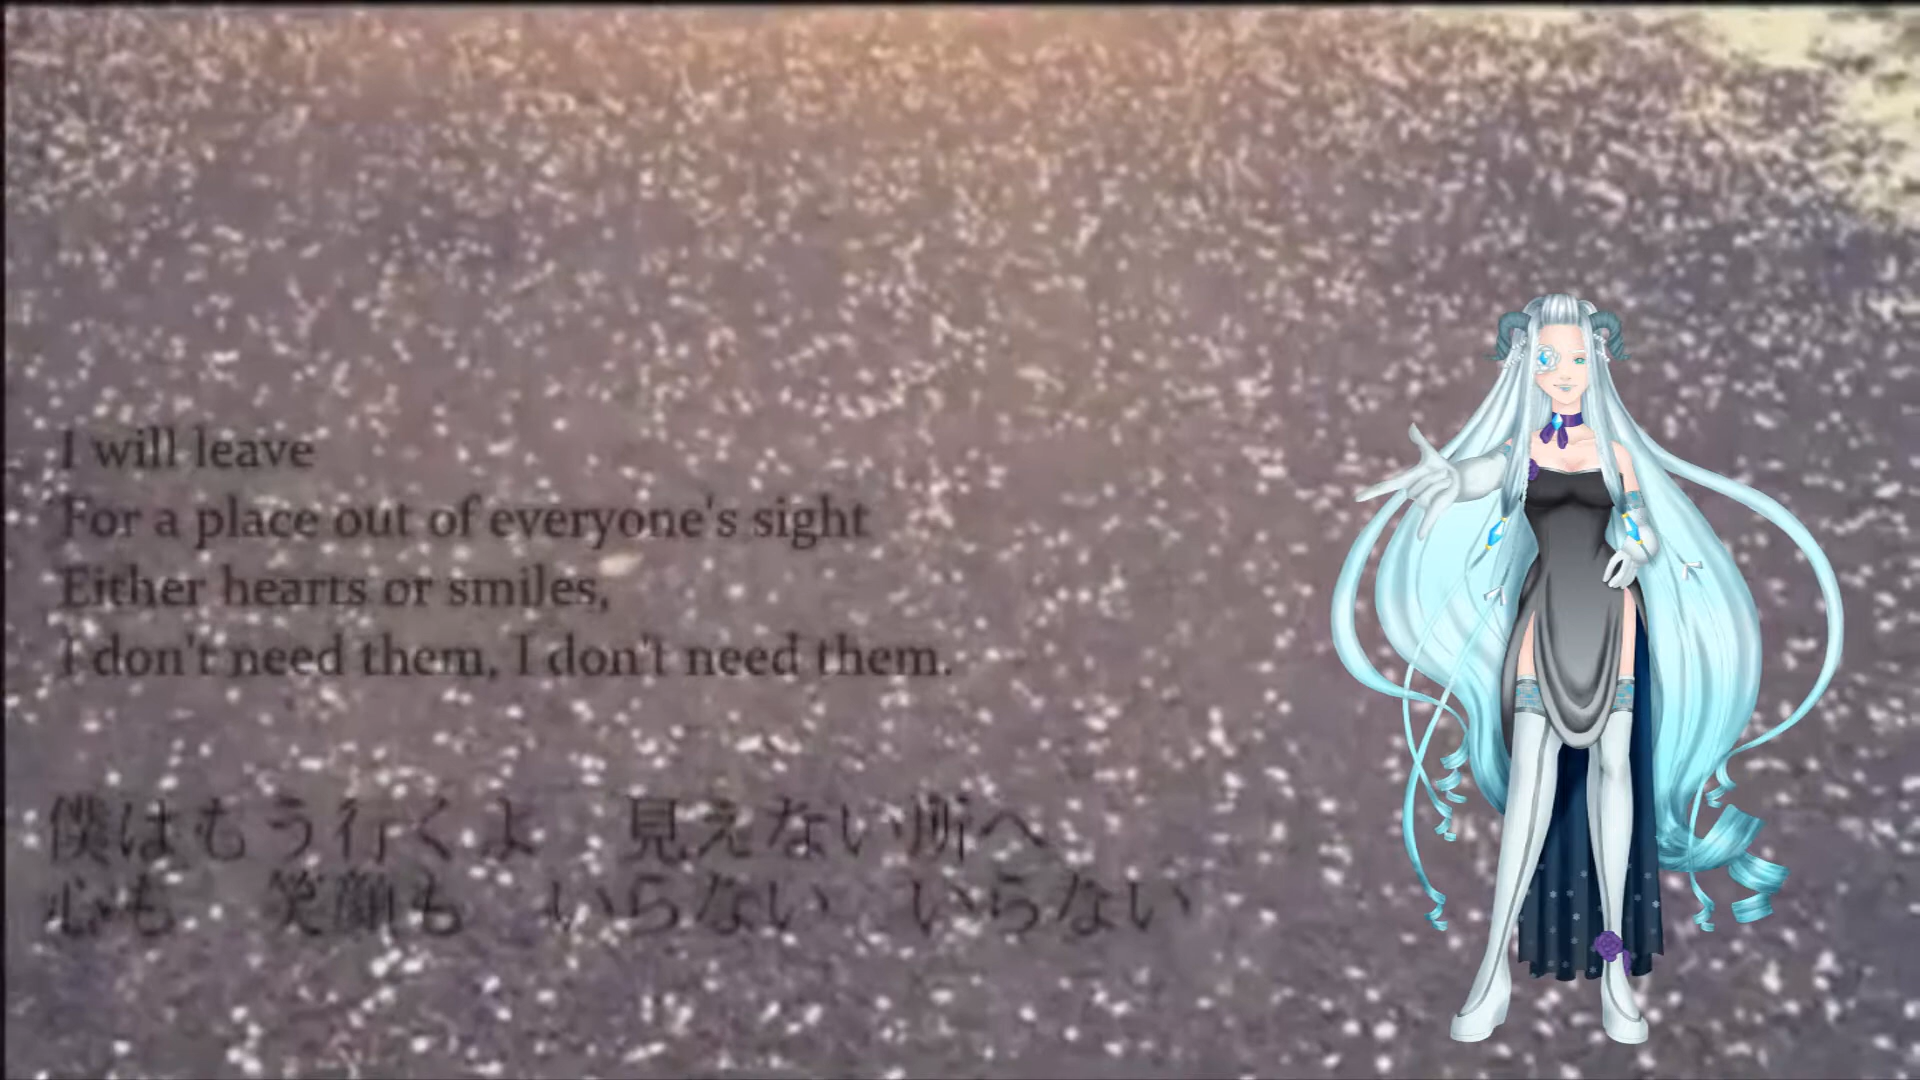 I will leave
For a place out of everyone's sight
Either hearts or smiles,
I don't need them, I don't need them.
僕はもう行くよ　見えない所へ
心も　笑顔も　いらない　いらない